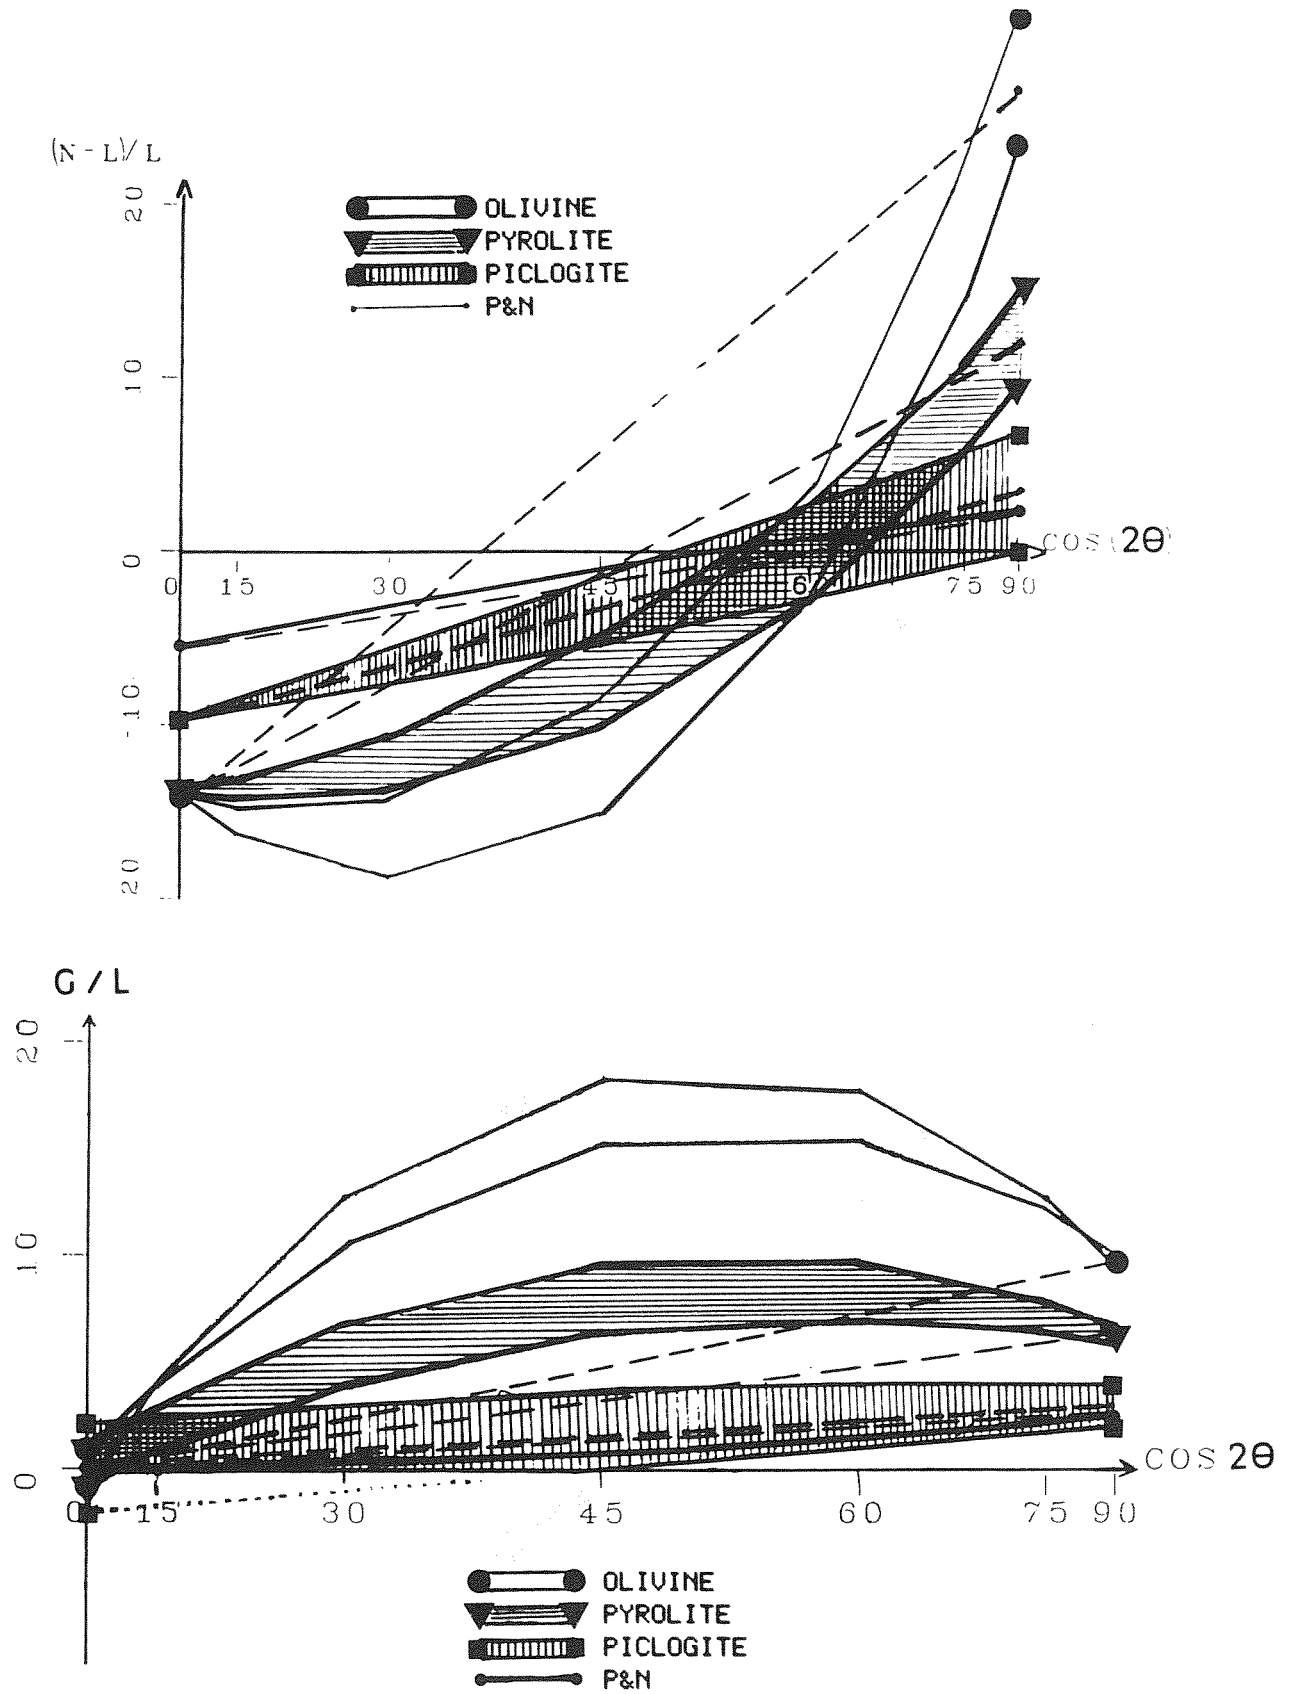 (N - L)/ L
20
OLIVINE
PYROLITE
PICLOGITE
P&N
10
0
COS(2θ)
0 15 30 45 6 75 90
-10
20
G / L
20
10
0
COS 2θ
0 15 30 45 60 75 90
OLIVINE
PYROLITE
PICLOGITE
P&N